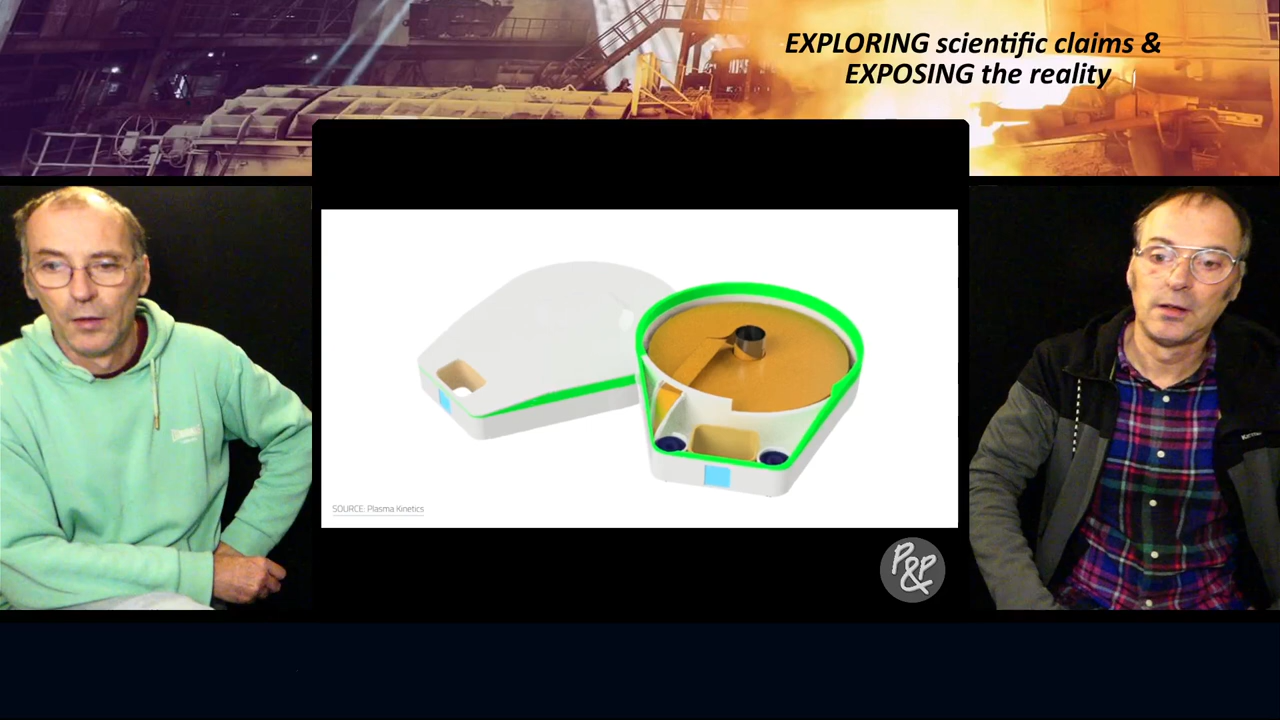 EXPLORING scientific claims &
EXPOSING the reality
SOURCE: Plasma Kinetics
P&P